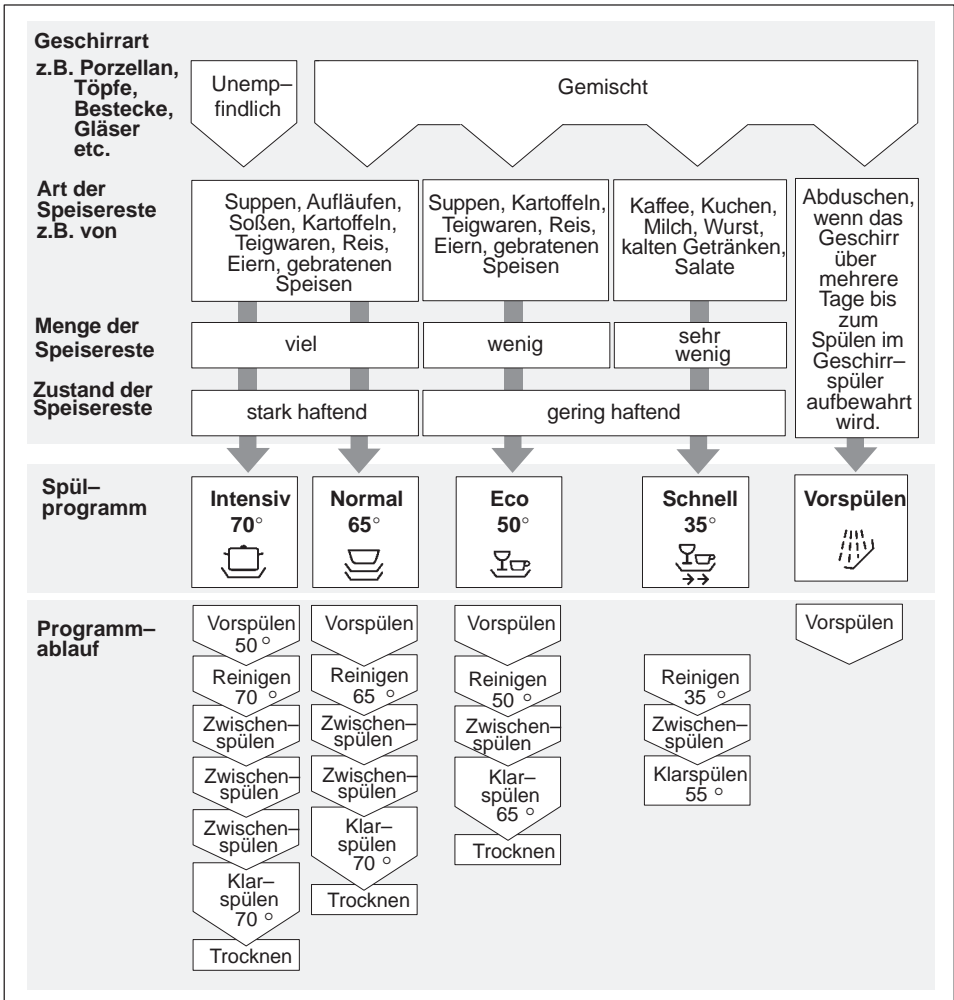 Geschirrart
z.B. Porzellan,
Töpfe,
Bestecke,
Gläser
etc.
Unemp–
findlich
Gemischt
Art der
Speisereste
z.B. von
Suppen, Aufläufen,
Soßen, Kartoffeln,
Teigwaren, Reis,
Eiern, gebratenen
Speisen
Suppen, Kartoffeln,
Teigwaren, Reis,
Eiern, gebratenen
Speisen
Kaffee, Kuchen,
Milch, Wurst,
kalten Getränken,
Salate
Abduschen,
wenn das
Geschirr
über
mehrere
Tage bis
zum
Spülen im
Geschirr–
spüler
aufbewahrt
wird.
Menge der
Speisereste
viel
wenig
sehr
wenig
Zustand der
Speisereste
stark haftend
gering haftend
Spül–
programm
Intensiv
70°
Normal
65°
Eco
50°
Schnell
35°
Vorspülen
Programm–
ablauf
Vorspülen
50 °
Reinigen
70 °
Zwischen–
spülen
Zwischen–
spülen
Zwischen–
spülen
Klar–
spülen
70 °
Trocknen
Vorspülen
Reinigen
65 °
Zwischen–
spülen
Zwischen–
spülen
Klar–
spülen
70 °
Trocknen
Vorspülen
Reinigen
50 °
Zwischen–
spülen
Klar–
spülen
65 °
Trocknen
Reinigen
35 °
Zwischen–
spülen
Klarspülen
55 °
Vorspülen